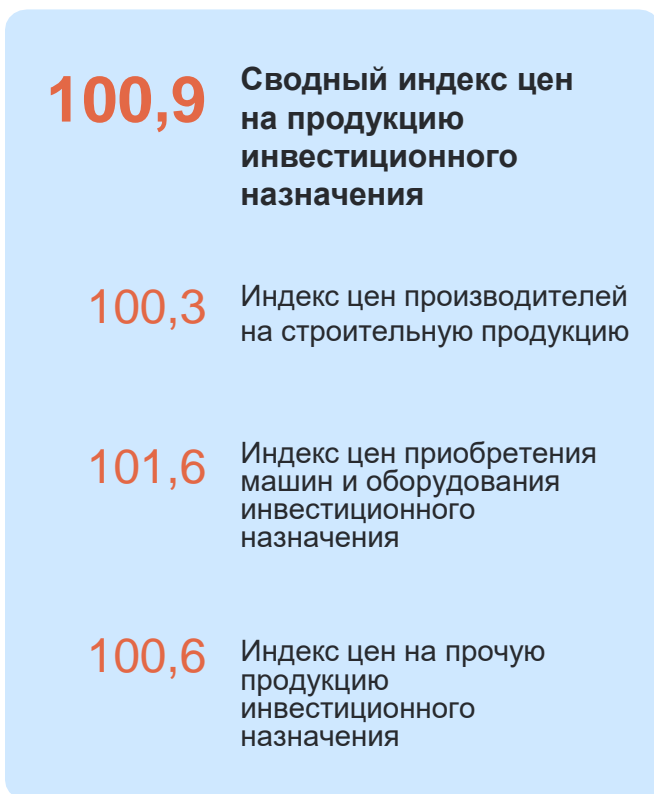 100,9
Сводный индекс цен
на продукцию
инвестиционного
назначения
100,3
Индекс цен производителей
на строительную продукцию
101,6
Индекс цен приобретения
машин и оборудования
инвестиционного
назначения
100,6
Индекс цен на прочую
продукцию
инвестиционного
назначения